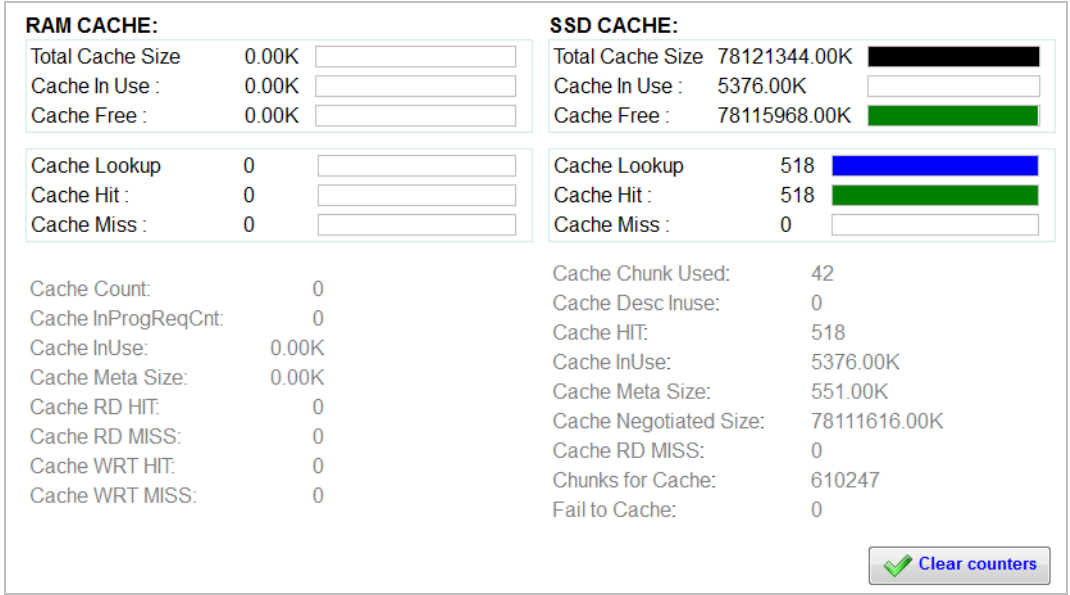 RAM CACHE:
Total Cache Size 0.00K
Cache In Use : 0.00K
Cache Free : 0.00K
Cache Lookup 0
Cache Hit : 0
Cache Miss : 0
Cache Count: 0
Cache InProgReqCnt: 0
Cache InUse: 0.00K
Cache Meta Size: 0.00K
Cache RD HIT: 0
Cache RD MISS: 0
Cache WRT HIT: 0
Cache WRT MISS: 0
SSD CACHE:
Total Cache Size 78121344.00K
Cache In Use : 5376.00K
Cache Free : 78115968.00K
Cache Lookup 518
Cache Hit : 518
Cache Miss : 0
Cache Chunk Used: 42
Cache Desc Inuse: 0
Cache HIT: 518
Cache InUse: 5376.00K
Cache Meta Size: 551.00K
Cache Negotiated Size: 78111616.00K
Cache RD MISS: 0
Chunks for Cache: 610247
Fail to Cache: 0
Clear counters